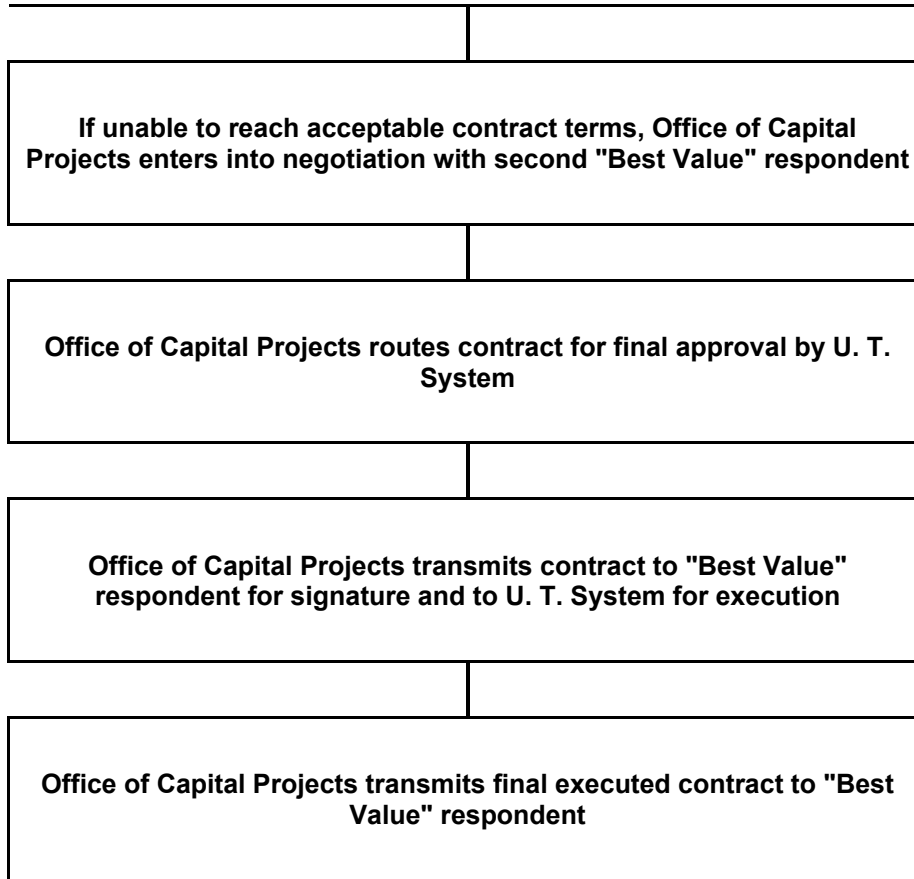 If unable to reach acceptable contract terms, Office of Capital
Projects enters into negotiation with second "Best Value" respondent
Office of Capital Projects routes contract for final approval by U. T.
System
Office of Capital Projects transmits contract to "Best Value"
respondent for signature and to U. T. System for execution
Office of Capital Projects transmits final executed contract to "Best
Value" respondent